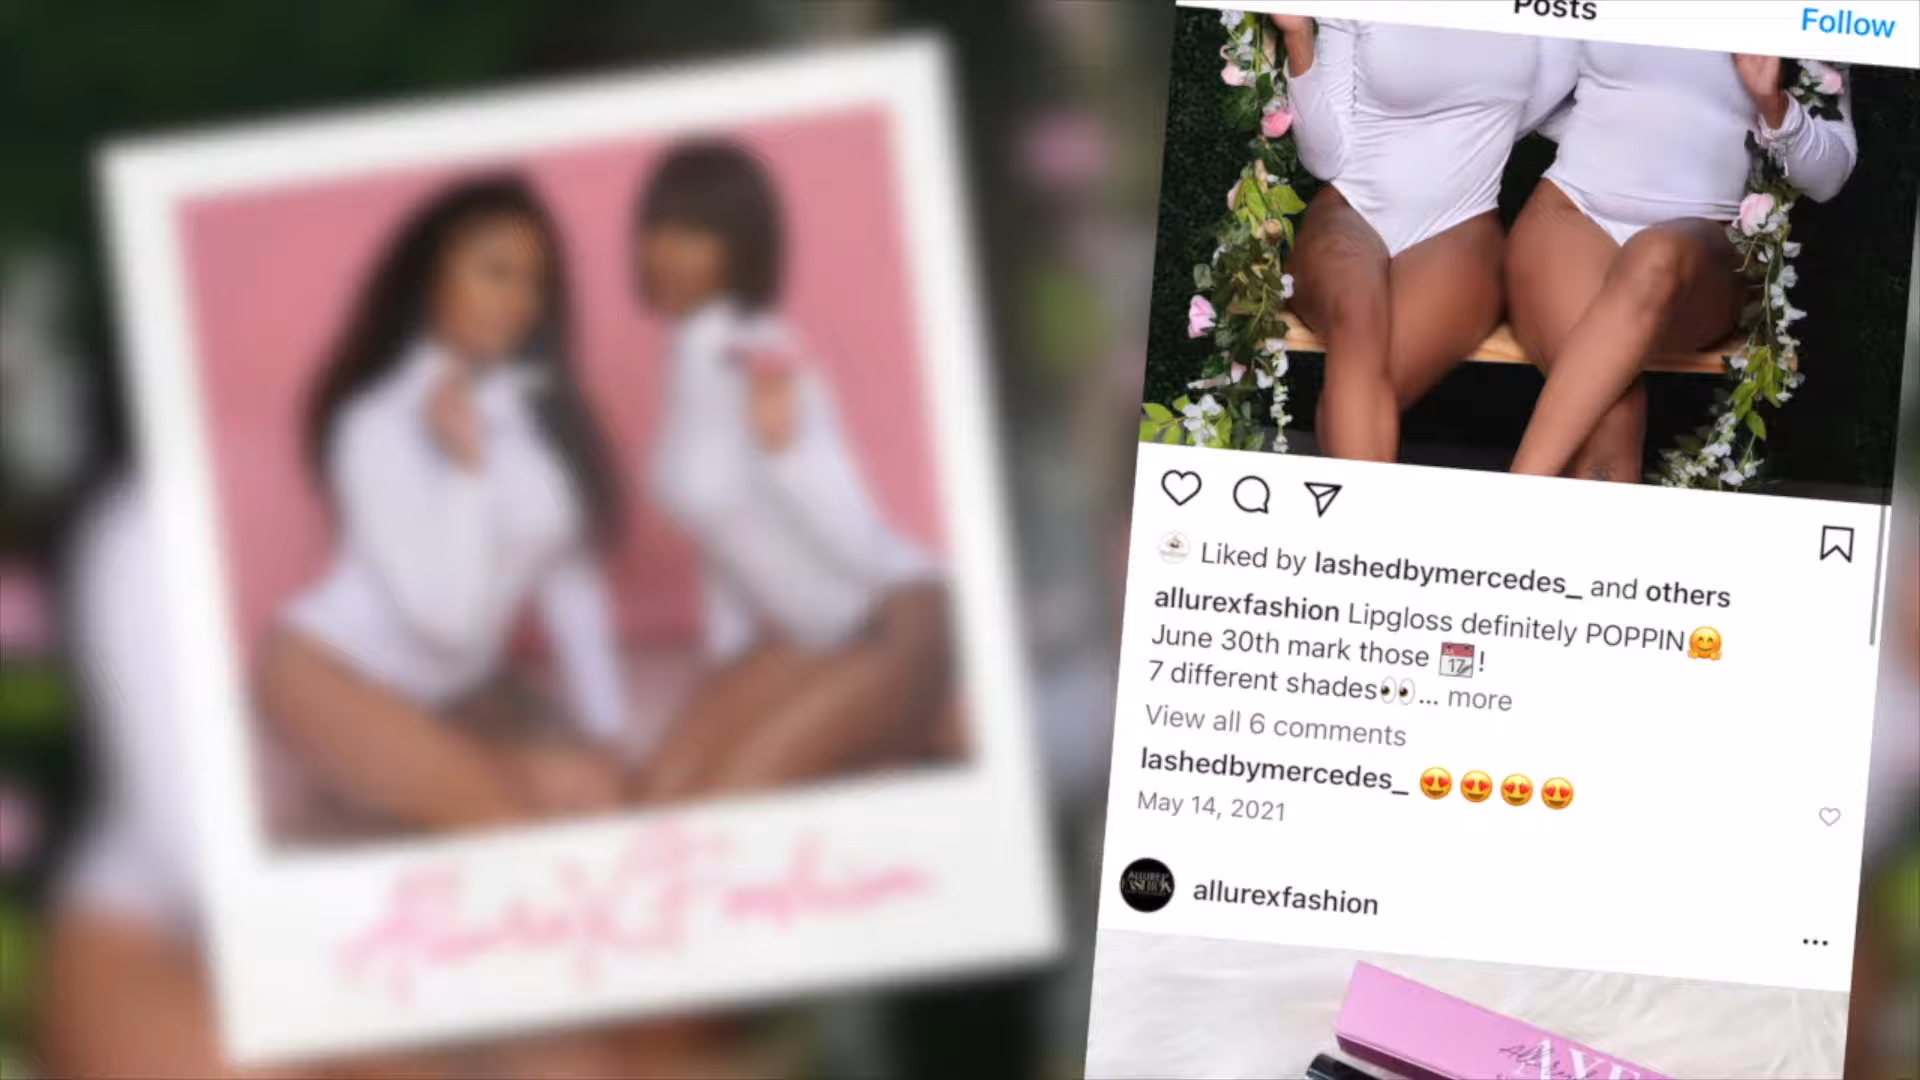 Posts
Follow
Liked by lashedbymercedes_ and others
allurexfashion Lipgloss definitely POPPIN🤗
June 30th mark those 📅!
7 different shades👀... more
View all 6 comments
lashedbymercedes_ 😍😍😍😍
May 14, 2021
allurexfashion